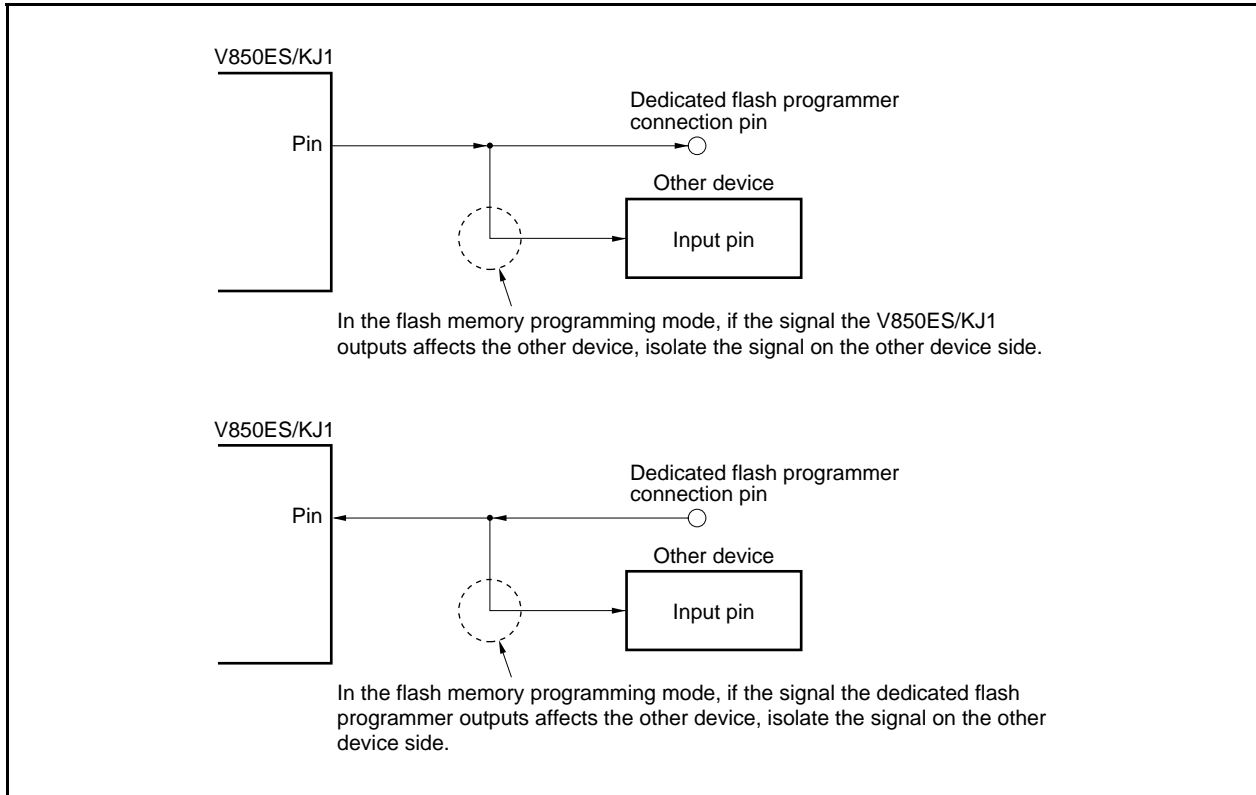 V850ES/KJ1
Dedicated flash programmer
connection pin
Pin
Other device
Input pin
In the flash memory programming mode, if the signal the V850ES/KJ1
outputs affects the other device, isolate the signal on the other device side.
V850ES/KJ1
Dedicated flash programmer
connection pin
Pin
Other device
Input pin
In the flash memory programming mode, if the signal the dedicated flash
programmer outputs affects the other device, isolate the signal on the other
device side.